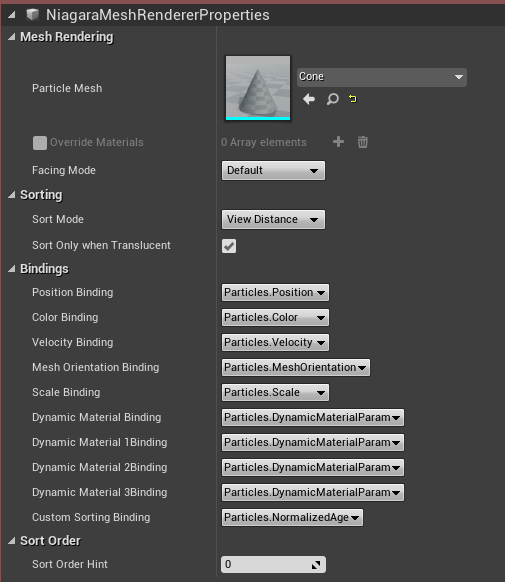 NiagaraMeshRendererProperties
Mesh Rendering
Particle Mesh
Cone
Override Materials 0 Array elements
Facing Mode Default
Sorting
Sort Mode View Distance
Sort Only when Translucent
Bindings
Position Binding Particles.Position
Color Binding Particles.Color
Velocity Binding Particles.Velocity
Mesh Orientation Binding Particles.MeshOrientation
Scale Binding Particles.Scale
Dynamic Material Binding Particles.DynamicMaterialParam
Dynamic Material 1Binding Particles.DynamicMaterialParam
Dynamic Material 2Binding Particles.DynamicMaterialParam
Dynamic Material 3Binding Particles.DynamicMaterialParam
Custom Sorting Binding Particles.NormalizedAge
Sort Order
Sort Order Hint 0